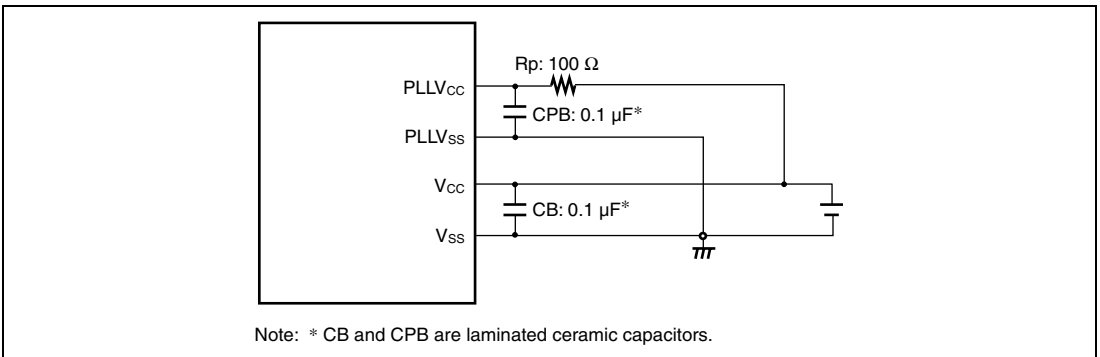 Rp: 100 Ω
PLLVCC
CPB: 0.1 µF*
PLLVSS
VCC
CB: 0.1 µF*
VSS
Note: * CB and CPB are laminated ceramic capacitors.